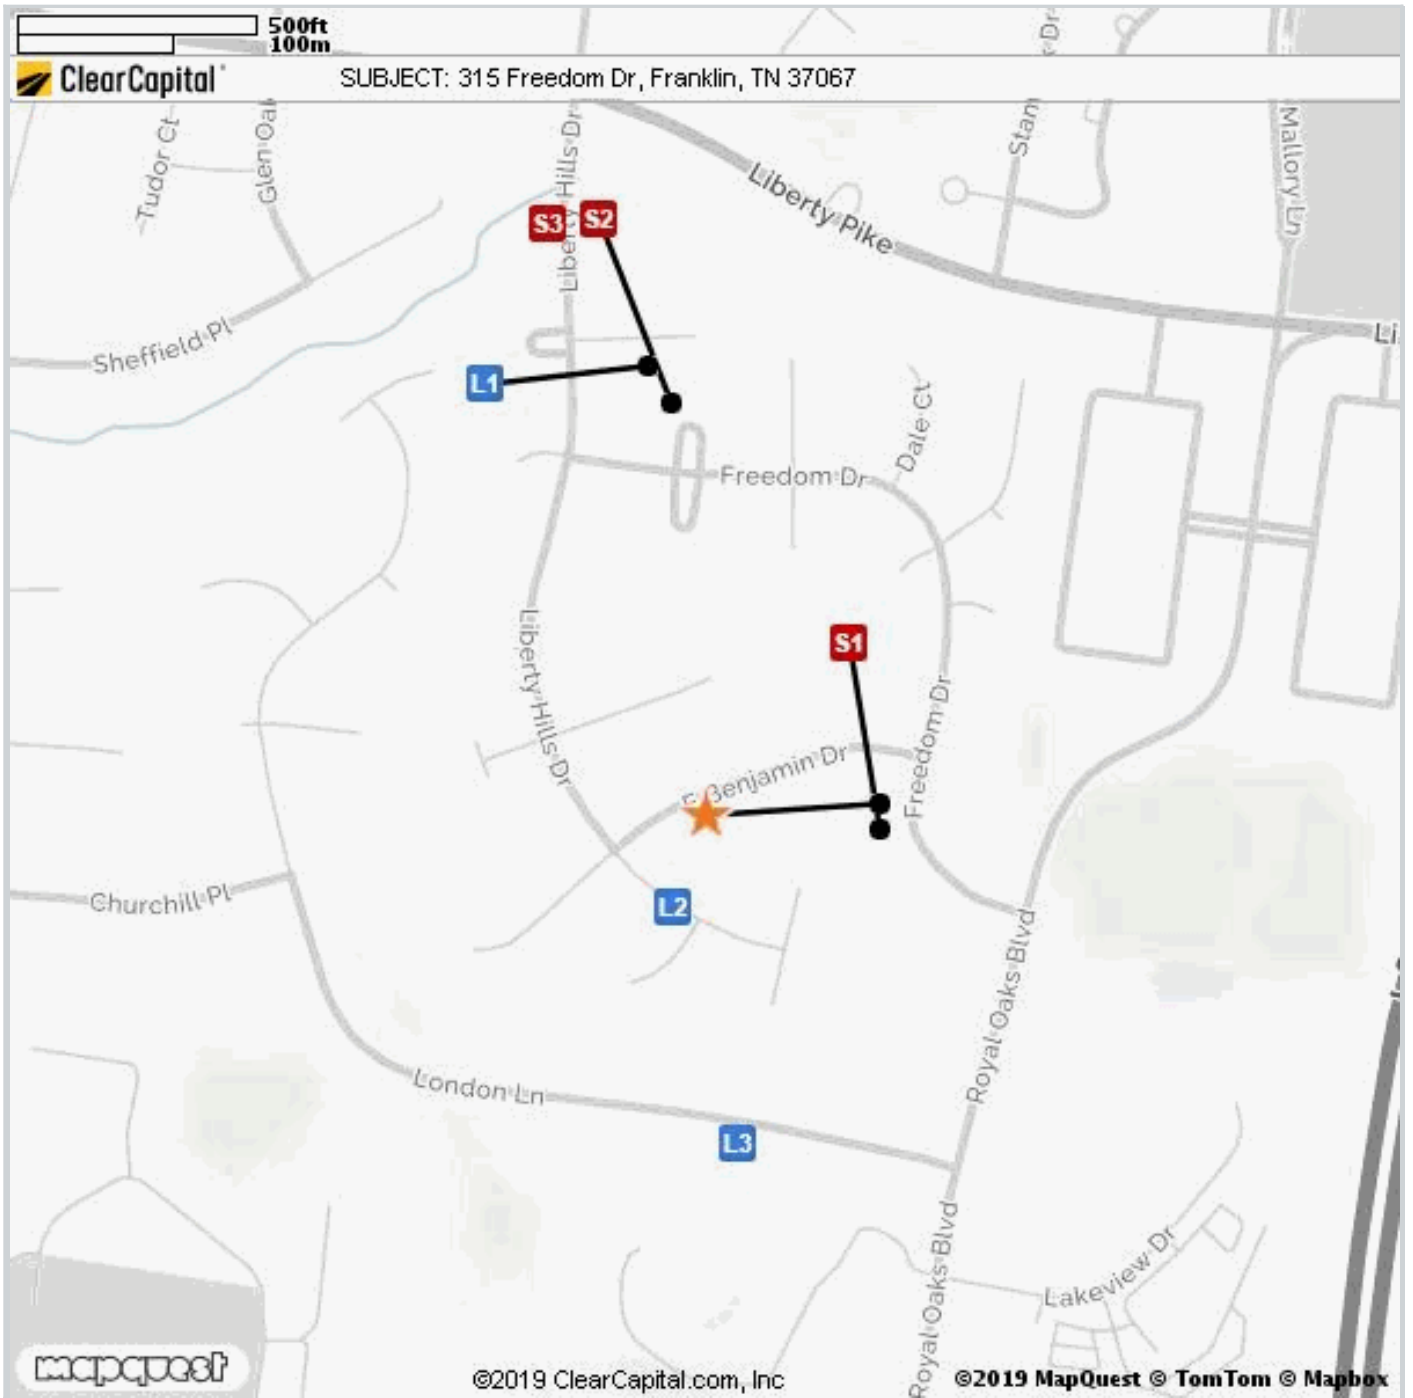 500ft
100m
ClearCapital
SUBJECT: 315 Freedom Dr, Franklin, TN 37067
Tudor Ct
Glen Oa
Liberty Hills Dr
Stan
r Dr
Mallory Ln
Liberty Pike
S3
S2
Sheffield Pl
Li
L1
Dale Ct
Freedom Dr
Liberty Hills Dr
S1
Freedom Dr
E Benjamin Dr
Churchill Pl
L2
Royal Oaks Blvd
London Ln
L3
Royal Oaks Blvd
Lakeview Dr
mapquest
©2019 ClearCapital.com, Inc
©2019 MapQuest © TomTom © Mapbox